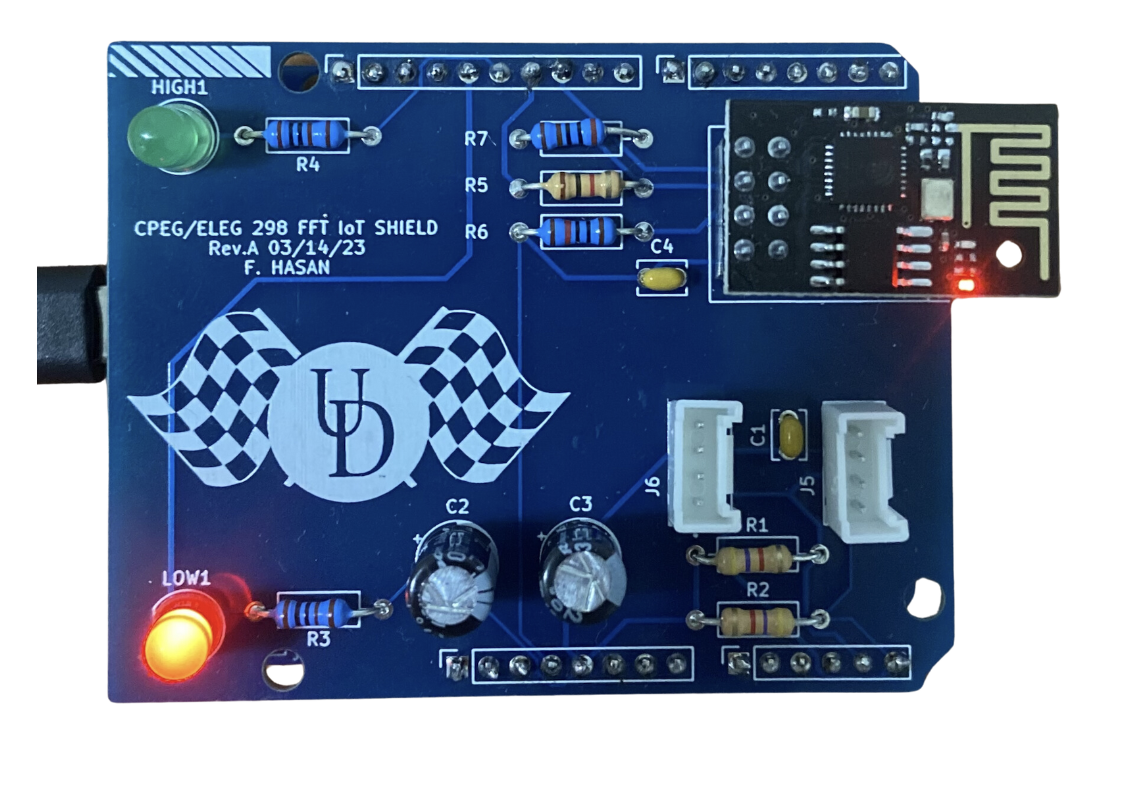 HIGH1
R4
R7
R5
R6
C4
CPEG/ELEG 298 FFT IoT SHIELD
Rev.A 03/14/23
F. HASAN
UD
C1
J6
J5
C2
C3
R1
R2
LOW1
R3